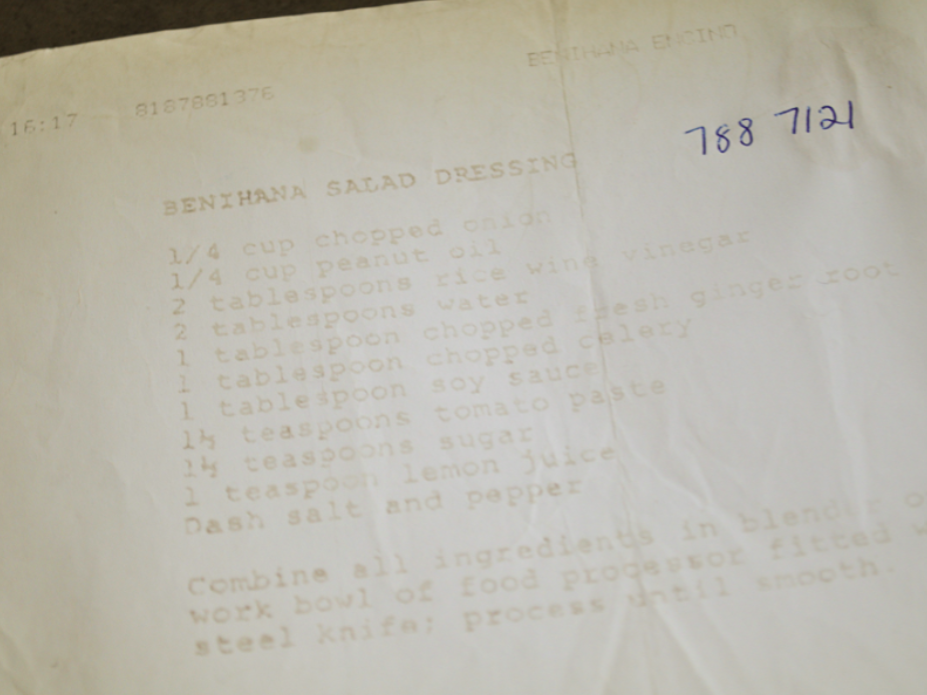 16:17 8187881376 BENIHANA ENCINO
788 7121
BENIHANA SALAD DRESSING
1/4 cup chopped onion
1/4 cup peanut oil
2 tablespoons rice wine vinegar
2 tablespoons water
1 tablespoon chopped fresh ginger root
1 tablespoon chopped celery
1 tablespoon soy sauce
1½ teaspoons tomato paste
1½ teaspoons sugar
1 teaspoon lemon juice
Dash salt and pepper
Combine all ingredients in blender
work bowl of food processor fitted
steel knife; process until smooth.